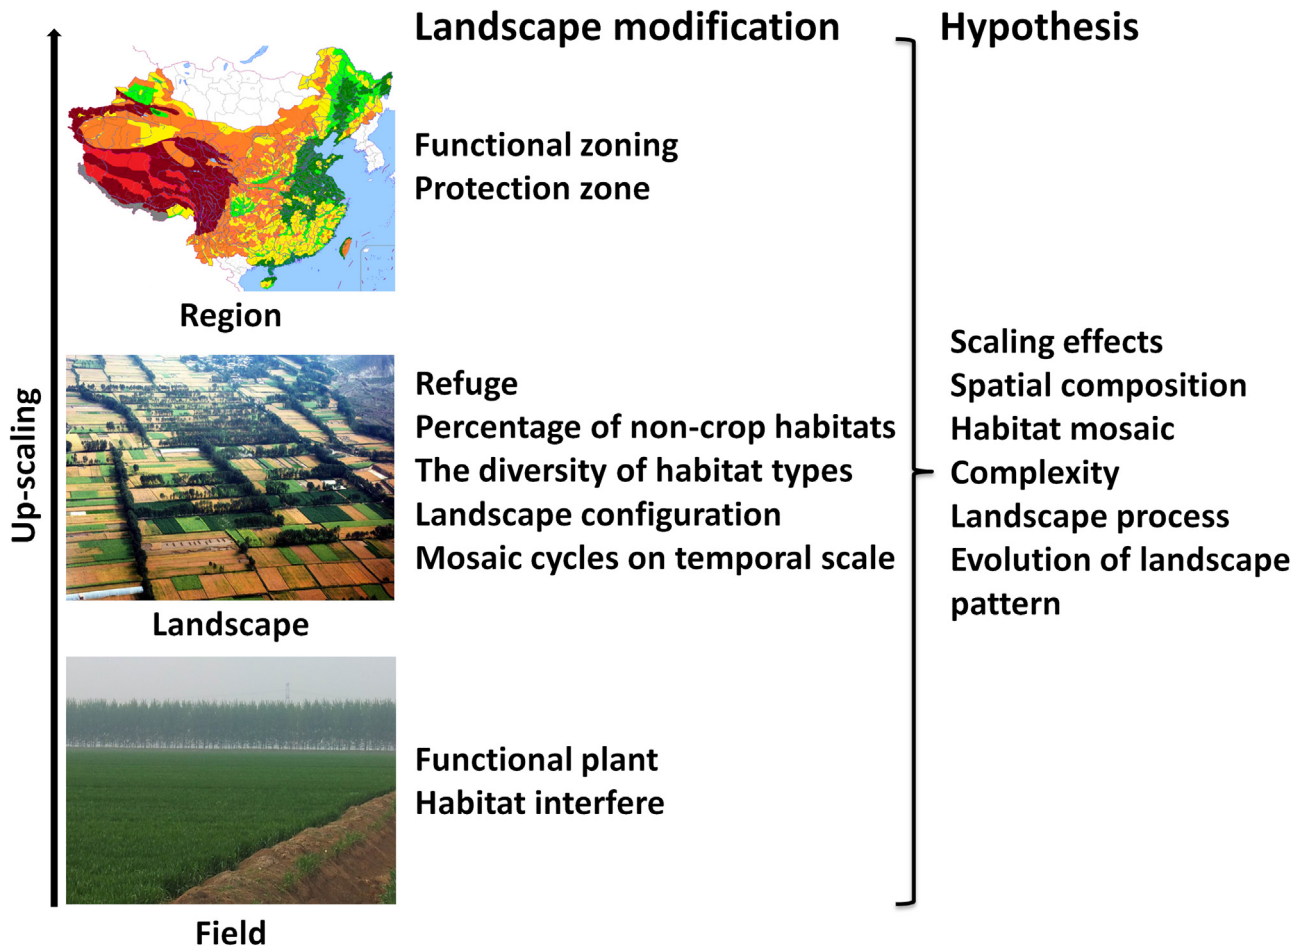 Landscape modification
Hypothesis
Up-scaling
Functional zoning
Protection zone
Region
Refuge
Percentage of non-crop habitats
The diversity of habitat types
Landscape configuration
Mosaic cycles on temporal scale
Landscape
Functional plant
Habitat interfere
Field
Scaling effects
Spatial composition
Habitat mosaic
Complexity
Landscape process
Evolution of landscape
pattern